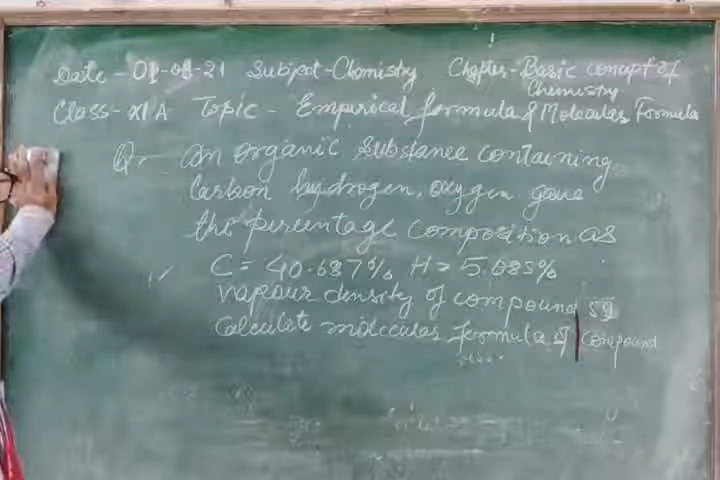 Date - 01-08-21 Subject - Chemistry Chapter - Basic concept of Chemistry
Class - XI A Topic - Empirical formula & Molecular Formula
Q:- An organic substance containing
Carbon hydrogen, oxygen gave
the percentage composition as
C = 40.687% H = 5.085%
vapour density of compound 59
Calculate molecular formula of compound